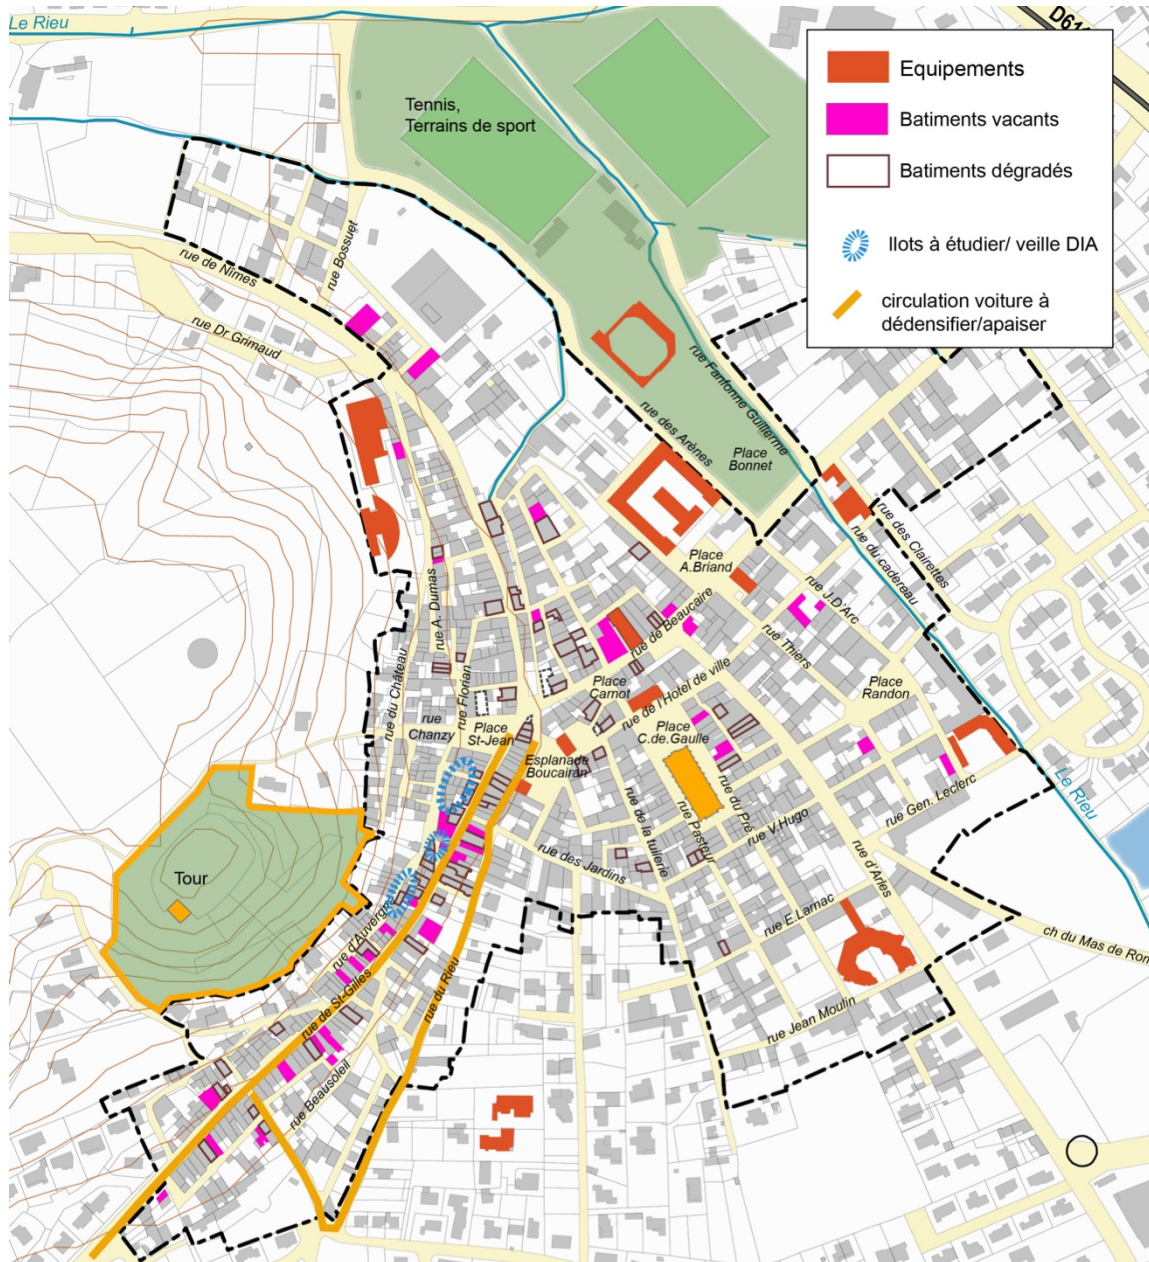 Le Rieu
D61
Equipements
Batiments vacants
Batiments dégradés
Ilots à étudier/ veille DIA
circulation voiture à
dédensifier/apaiser
Tennis,
Terrains de sport
rue Bossuet
rue de Nîmes
rue Dr Grimaud
rue Fanfonne Guillerme
rue des Arènes
Place
Bonnet
rue des Clairettes
rue du cadereau
Place
A.Briand
rue J.D'Arc
rue A. Dumas
rue de Beaucaire
rue Thiers
rue du Château
rue Florian
Place
Carnot
rue de l'Hotel de ville
Place
Randon
rue
Chanzy
Place
St-Jean
Place
C.de.Gaulle
Esplanade
Boucairan
rue du Pré
rue Gen. Leclerc
Le Rieu
rue de la tuilerie
rue Pasteur
rue V.Hugo
rue des Jardins
rue d'Arles
Tour
rue d'Auvergne
rue E.Larnac
ch du Mas de Ron
rue de St-Gilles
rue du Rieu
rue Jean Moulin
rue Beausoleil